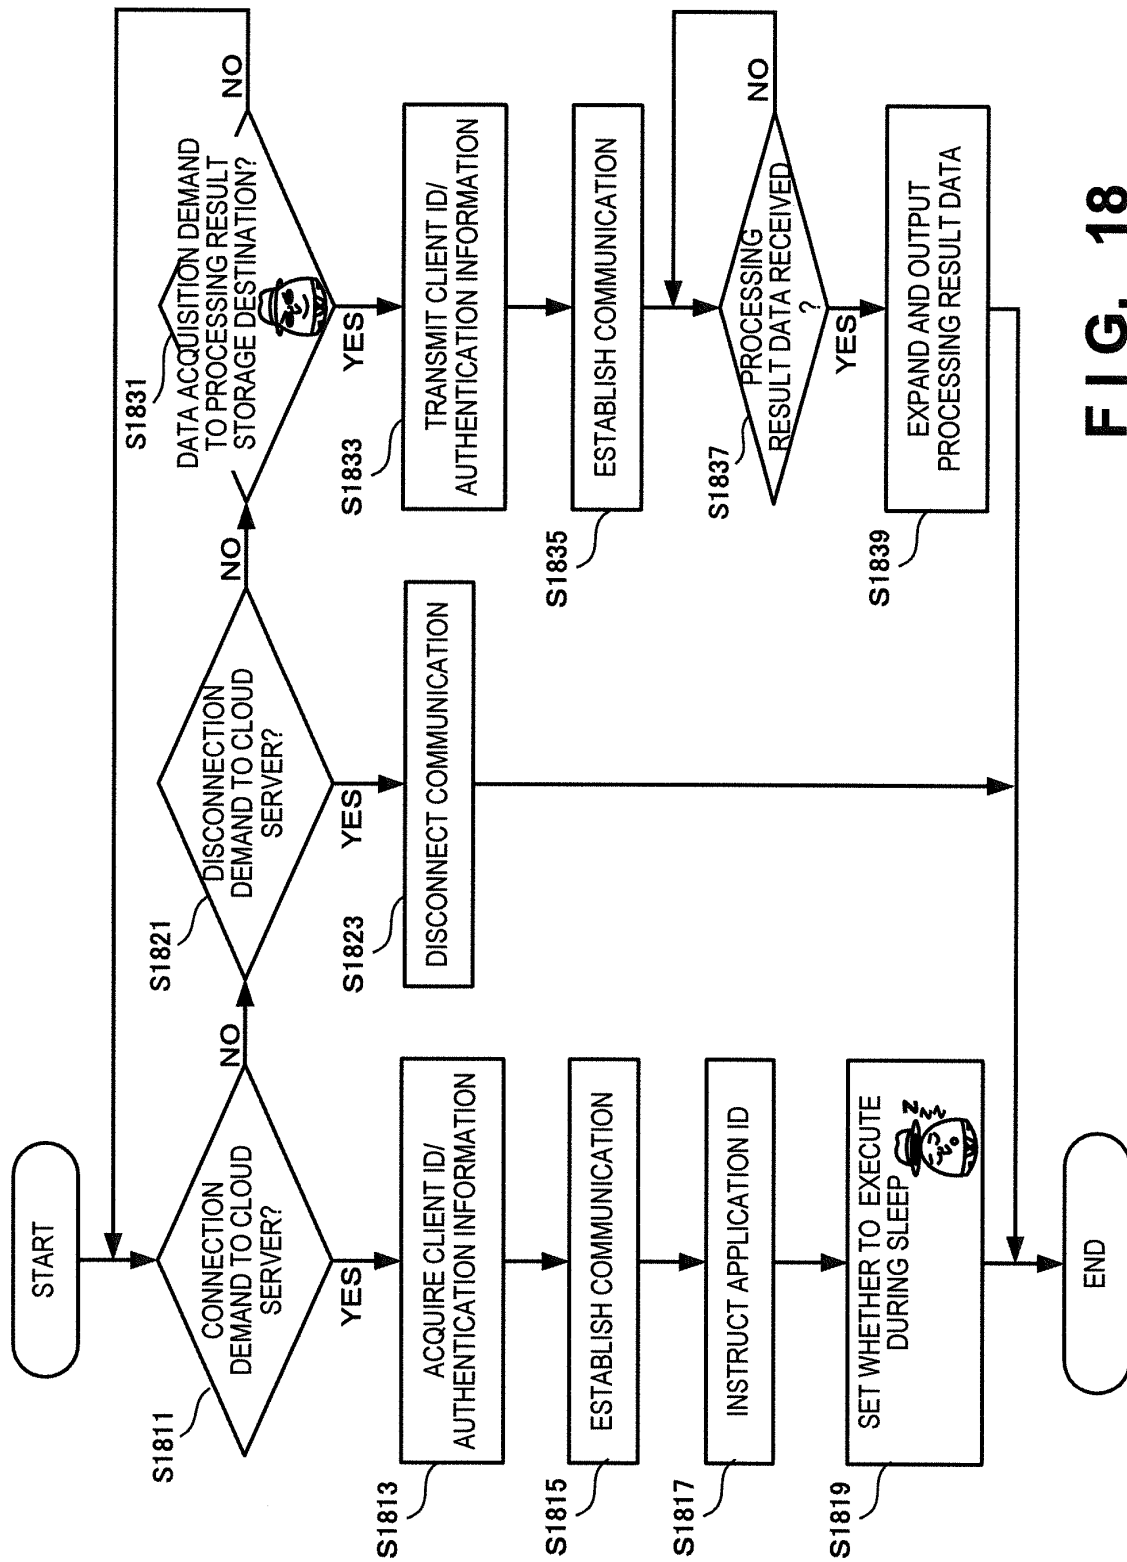 START
S1811
CONNECTION
DEMAND TO CLOUD
SERVER?
NO
YES
S1813
ACQUIRE CLIENT ID/
AUTHENTICATION INFORMATION
S1815
ESTABLISH COMMUNICATION
S1817
INSTRUCT APPLICATION ID
S1819
SET WHETHER TO EXECUTE
DURING SLEEP
zzzz
S1821
DISCONNECTION
DEMAND TO CLOUD
SERVER?
NO
YES
S1823
DISCONNECT COMMUNICATION
S1831
DATA ACQUISITION DEMAND
TO PROCESSING RESULT
STORAGE DESTINATION?
NO
YES
S1833
TRANSMIT CLIENT ID/
AUTHENTICATION INFORMATION
S1835
ESTABLISH COMMUNICATION
S1837
PROCESSING
RESULT DATA RECEIVED
?
NO
YES
S1839
EXPAND AND OUTPUT
PROCESSING RESULT DATA
END
FIG. 18